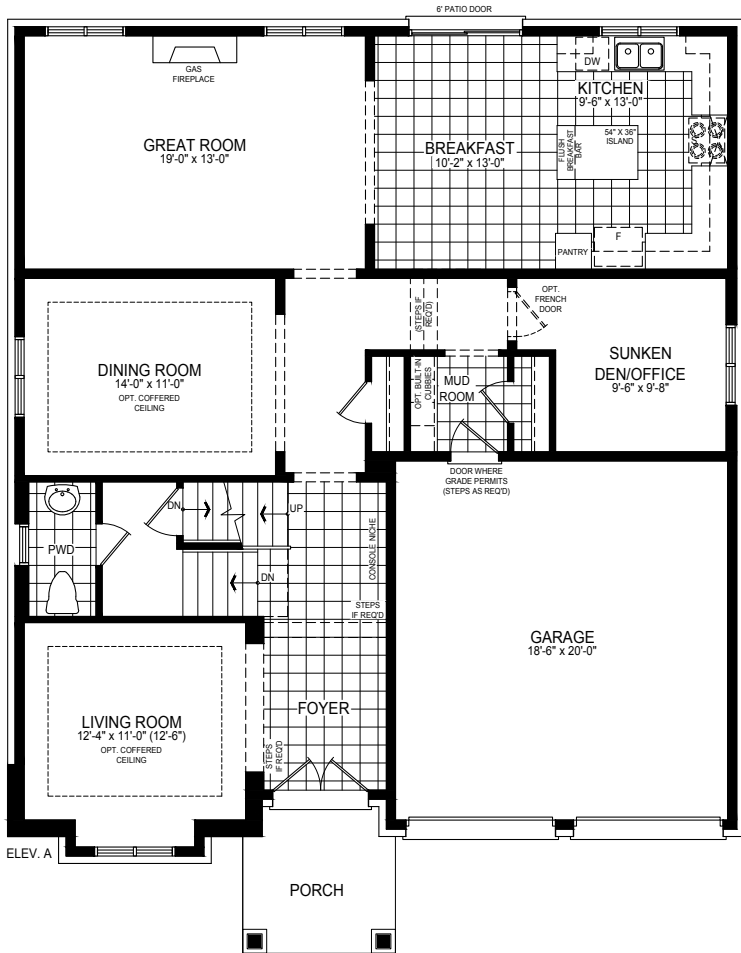 6' PATIO DOOR
GAS
FIREPLACE
DW
KITCHEN
9'-6" x 13'-0"
GREAT ROOM
19'-0" x 13'-0"
BREAKFAST
10'-2" x 13'-0"
FLUSH
BREAKFAST
BAR
54" X 36"
ISLAND
PANTRY
F
OPT.
FRENCH
DOOR
(STEPS IF
REQ'D)
DINING ROOM
14'-0" x 11'-0"
OPT. COFFERED
CEILING
OPT. BUILT-IN
CUBBIES
MUD
ROOM
SUNKEN
DEN/OFFICE
9'-6" x 9'-8"
DOOR WHERE
GRADE PERMITS
(STEPS AS REQ'D)
DN
UP
PWD
DN
CONSOLE NICHE
STEPS
IF REQ'D
GARAGE
18'-6" x 20'-0"
LIVING ROOM
12'-4" x 11'-0" (12'-6")
OPT. COFFERED
CEILING
FOYER
STEPS
IF REQ'D
ELEV. A
PORCH